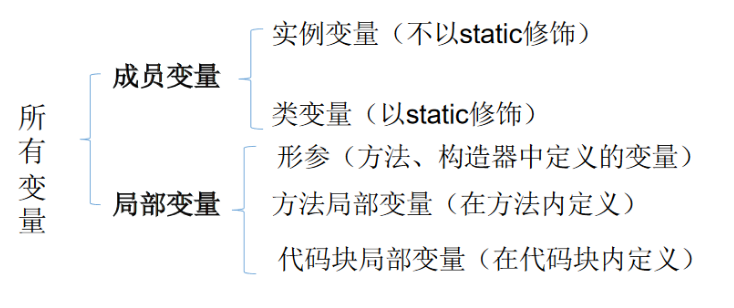 所有变量
成员变量
实例变量（不以static修饰）
类变量（以static修饰）
局部变量
形参（方法、构造器中定义的变量）
方法局部变量（在方法内定义）
代码块局部变量（在代码块内定义）